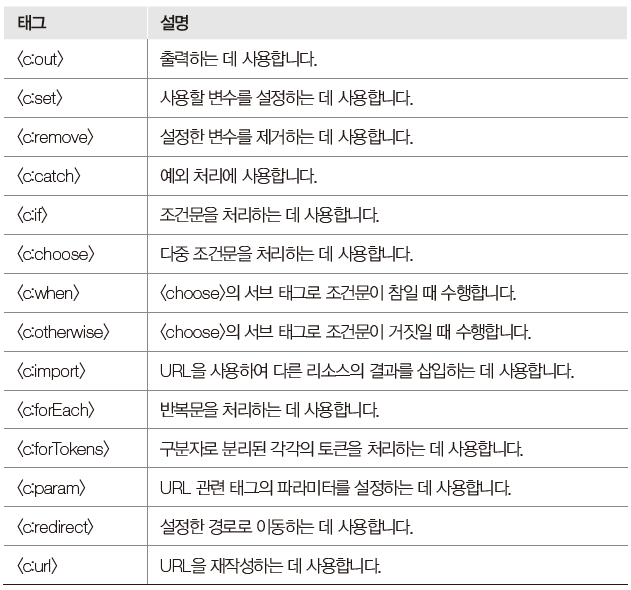 태그 설명
〈c:out〉 출력하는 데 사용합니다.
〈c:set〉 사용할 변수를 설정하는 데 사용합니다.
〈c:remove〉 설정한 변수를 제거하는 데 사용합니다.
〈c:catch〉 예외 처리에 사용합니다.
〈c:if〉 조건문을 처리하는 데 사용합니다.
〈c:choose〉 다중 조건문을 처리하는 데 사용합니다.
〈c:when〉 〈choose〉의 서브 태그로 조건문이 참일 때 수행합니다.
〈c:otherwise〉 〈choose〉의 서브 태그로 조건문이 거짓일 때 수행합니다.
〈c:import〉 URL을 사용하여 다른 리소스의 결과를 삽입하는 데 사용합니다.
〈c:forEach〉 반복문을 처리하는 데 사용합니다.
〈c:forTokens〉 구분자로 분리된 각각의 토큰을 처리하는 데 사용합니다.
〈c:param〉 URL 관련 태그의 파라미터를 설정하는 데 사용합니다.
〈c:redirect〉 설정한 경로로 이동하는 데 사용합니다.
〈c:url〉 URL을 재작성하는 데 사용합니다.